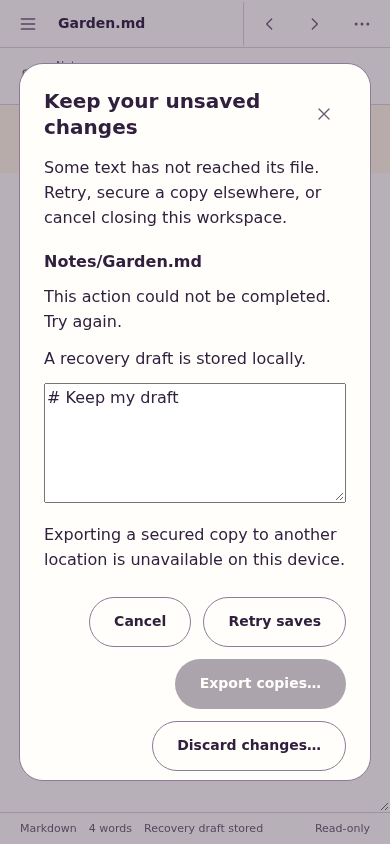 Garden.md
Keep your unsaved
changes
Some text has not reached its file.
Retry, secure a copy elsewhere, or
cancel closing this workspace.
Notes/Garden.md
This action could not be completed.
Try again.
A recovery draft is stored locally.
# Keep my draft
Exporting a secured copy to another
location is unavailable on this device.
Cancel
Retry saves
Export copies…
Discard changes…
Markdown 4 words Recovery draft stored Read-only